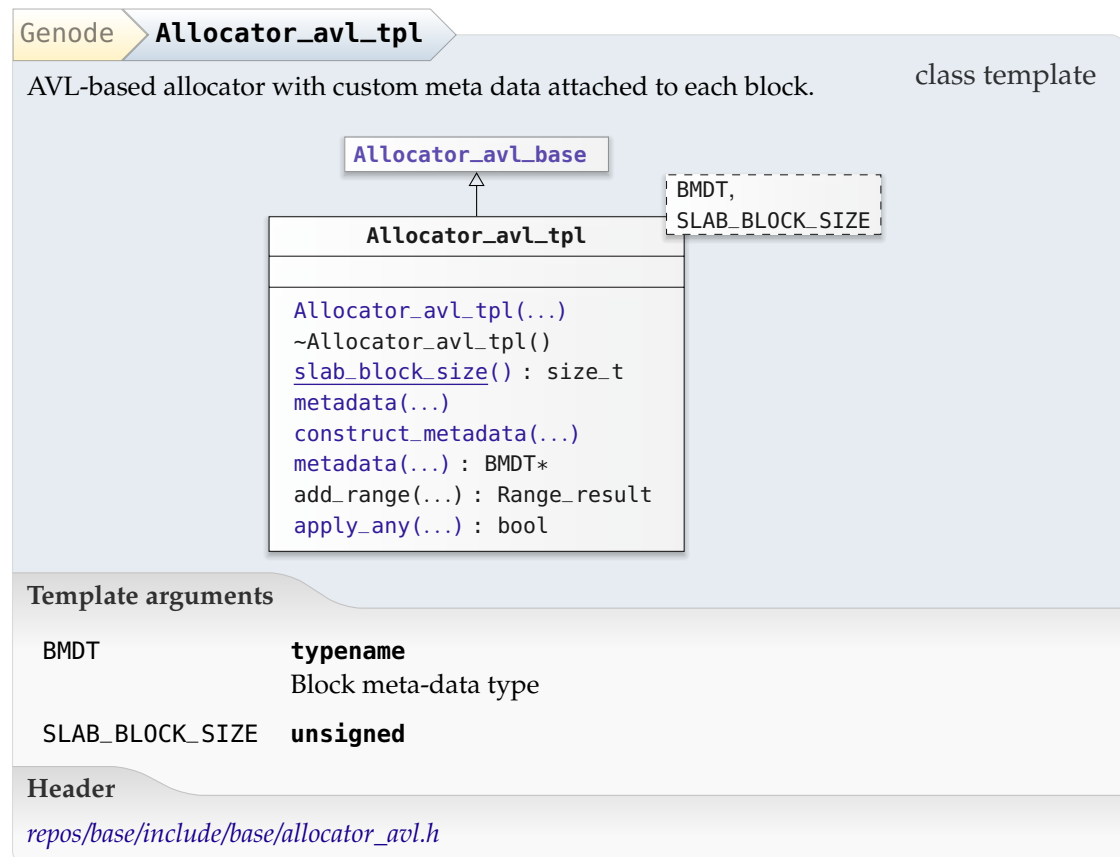 Genode Allocator_avl_tpl
class template
AVL-based allocator with custom meta data attached to each block.
Allocator_avl_base
BMDT,
SLAB_BLOCK_SIZE
Allocator_avl_tpl
Allocator_avl_tpl(...)
~Allocator_avl_tpl()
slab_block_size() : size_t
metadata(...)
construct_metadata(...)
metadata(...) : BMDT*
add_range(...) : Range_result
apply_any(...) : bool
Template arguments
BMDT typename
Block meta-data type
SLAB_BLOCK_SIZE unsigned
Header
repos/base/include/base/allocator_avl.h